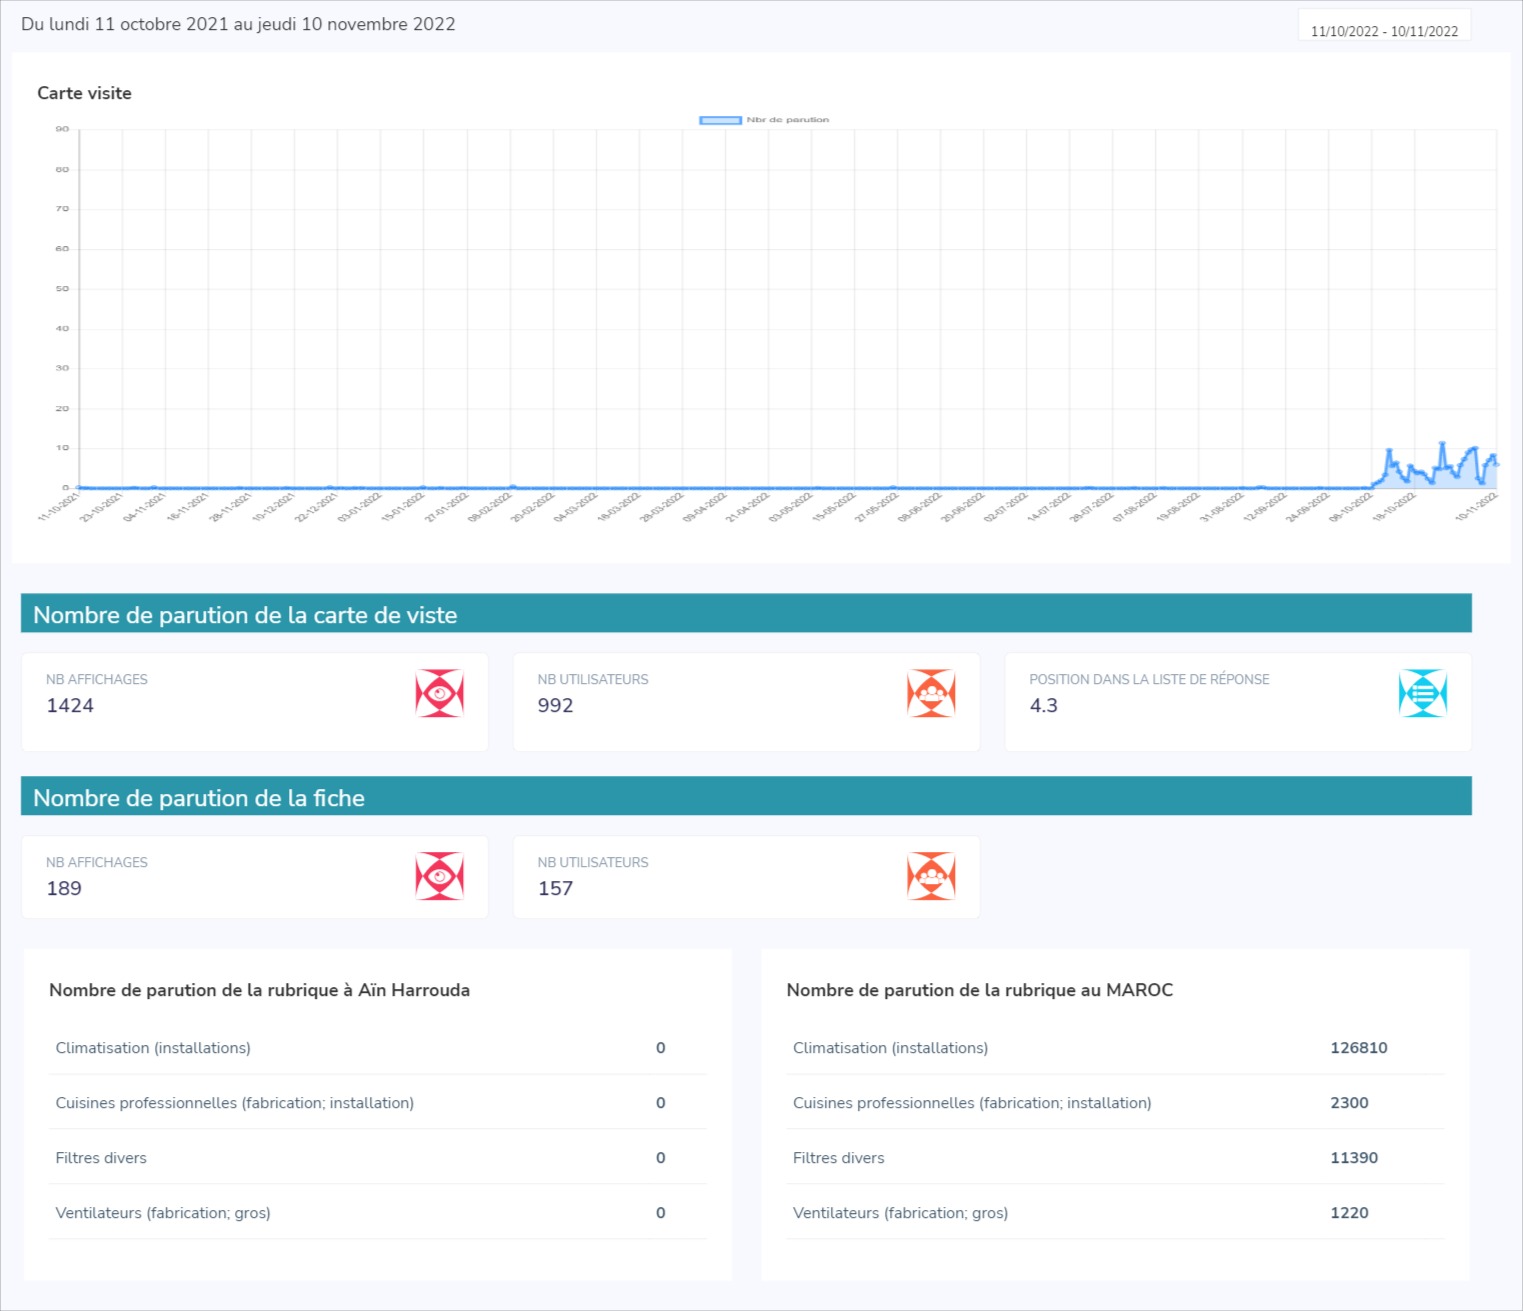 Du lundi 11 octobre 2021 au jeudi 10 novembre 2022
11/10/2022 - 10/11/2022
Carte visite
Nbr de parution
90
80
70
60
50
40
30
20
10
0
11-10-2021 23-10-2021 04-11-2021 16-11-2021 28-11-2021 10-12-2021 22-12-2021 03-01-2022 15-01-2022 27-01-2022 08-02-2022 20-02-2022 04-03-2022 16-03-2022 28-03-2022 09-04-2022 21-04-2022 03-05-2022 15-05-2022 27-05-2022 08-06-2022 20-06-2022 02-07-2022 14-07-2022 26-07-2022 07-08-2022 19-08-2022 31-08-2022 12-09-2022 24-09-2022 06-10-2022 18-10-2022 10-11-2022
Nombre de parution de la carte de viste
NB AFFICHAGES
1424
NB UTILISATEURS
992
POSITION DANS LA LISTE DE RÉPONSE
4.3
Nombre de parution de la fiche
NB AFFICHAGES
189
NB UTILISATEURS
157
Nombre de parution de la rubrique à Aïn Harrouda
Climatisation (installations) 0
Cuisines professionnelles (fabrication; installation) 0
Filtres divers 0
Ventilateurs (fabrication; gros) 0
Nombre de parution de la rubrique au MAROC
Climatisation (installations) 126810
Cuisines professionnelles (fabrication; installation) 2300
Filtres divers 11390
Ventilateurs (fabrication; gros) 1220